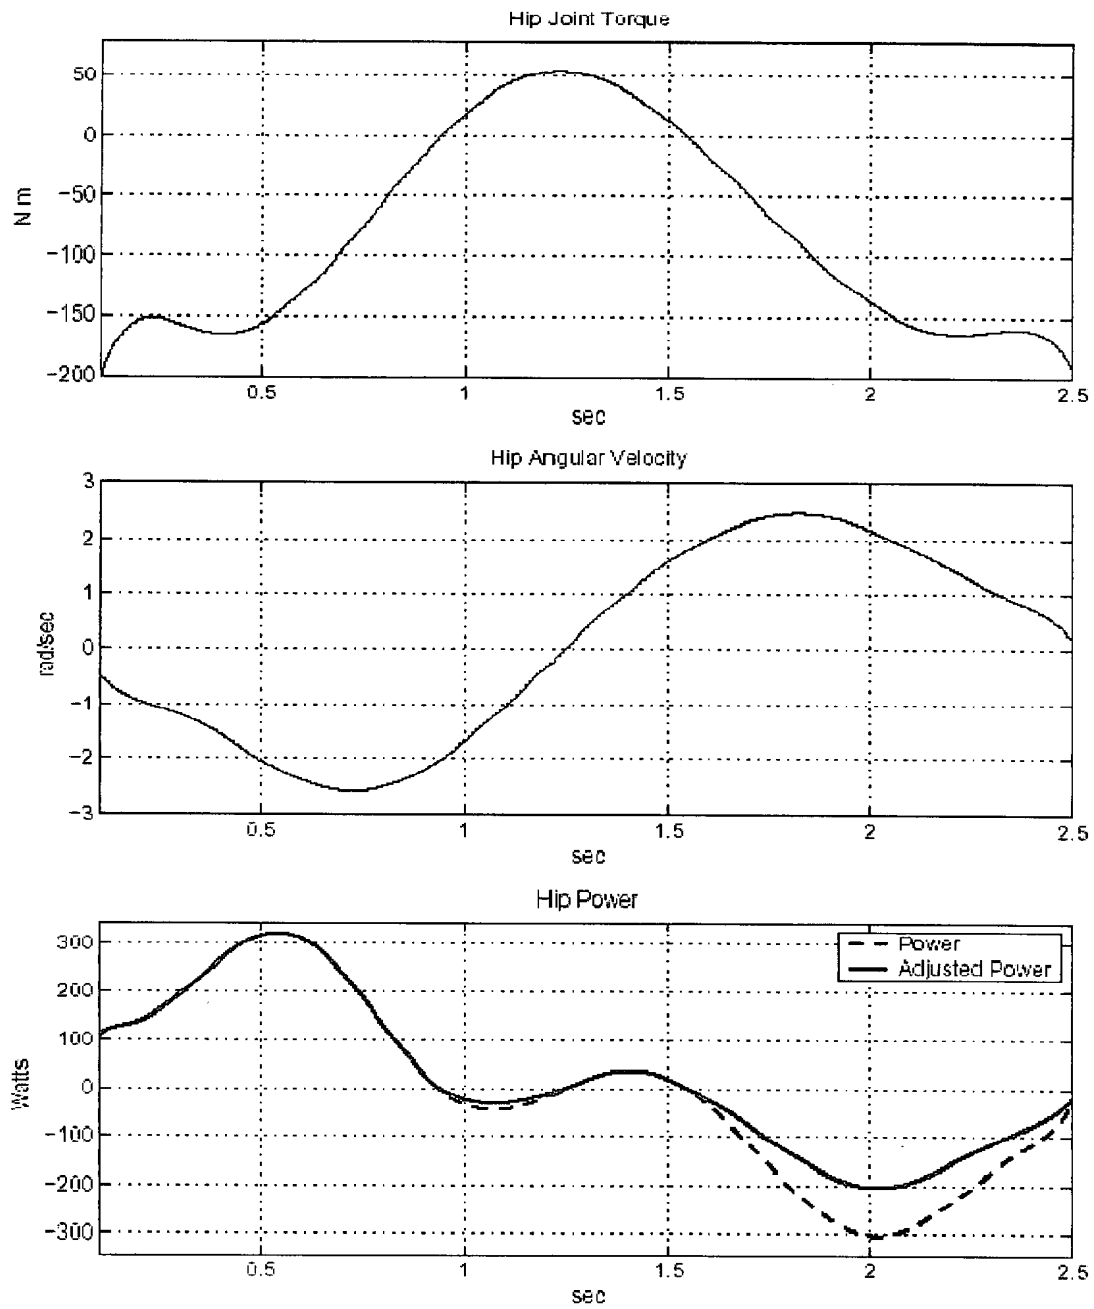 Hip Joint Torque
50
0
−50
−100
−150
−200
N m
0.5 1 1.5 2 2.5
sec
Hip Angular Velocity
3
2
1
0
−1
−2
−3
rad/sec
0.5 1 1.5 2 2.5
sec
Hip Power
300
200
100
0
−100
−200
−300
Watts
Power
Adjusted Power
0.5 1 1.5 2 2.5
sec